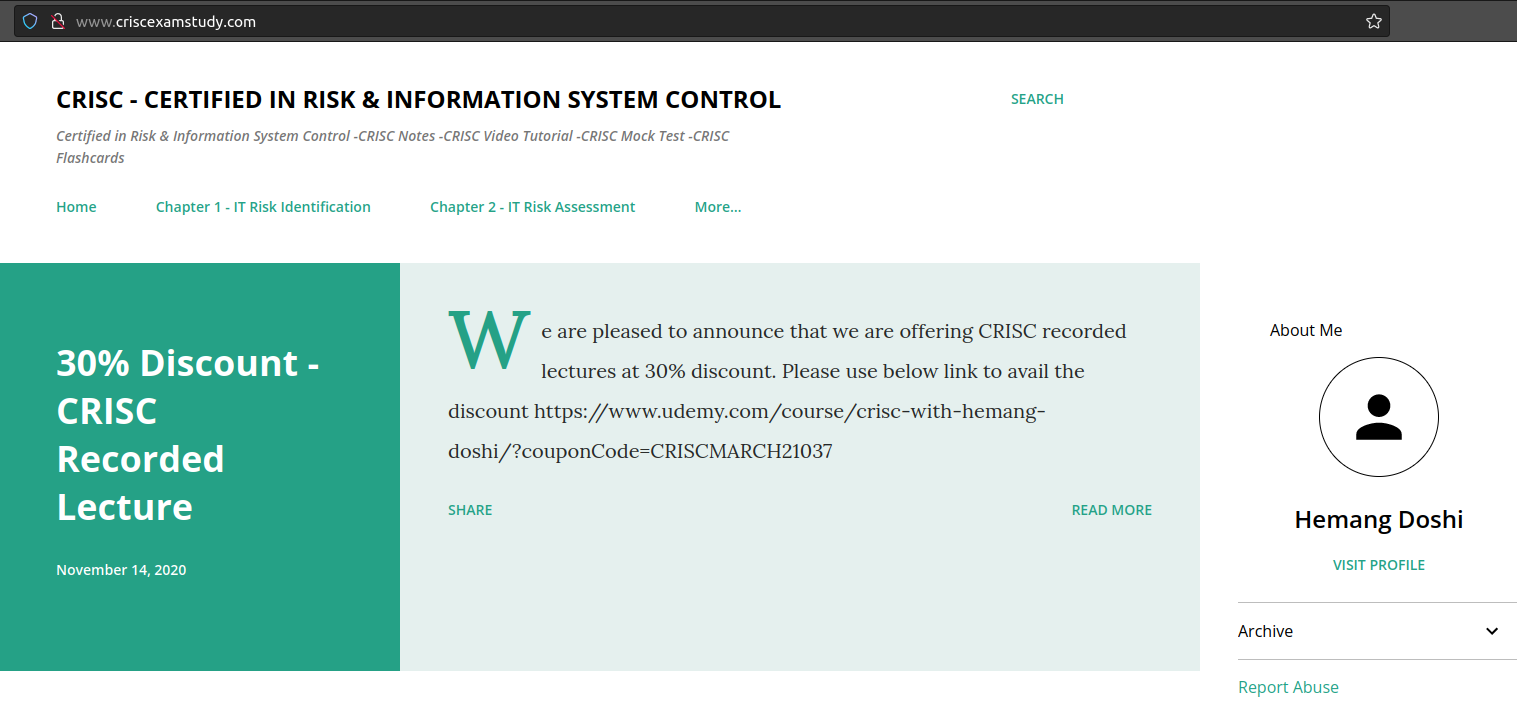 www.criscexamstudy.com
CRISC - CERTIFIED IN RISK & INFORMATION SYSTEM CONTROL
SEARCH
Certified in Risk & Information System Control -CRISC Notes -CRISC Video Tutorial -CRISC Mock Test -CRISC
Flashcards
Home Chapter 1 - IT Risk Identification Chapter 2 - IT Risk Assessment More...
30% Discount -
CRISC
Recorded
Lecture
November 14, 2020
We are pleased to announce that we are offering CRISC recorded
lectures at 30% discount. Please use below link to avail the
discount https://www.udemy.com/course/crisc-with-hemang-
doshi/?couponCode=CRISCMARCH21037
SHARE READ MORE
About Me
Hemang Doshi
VISIT PROFILE
Archive
Report Abuse